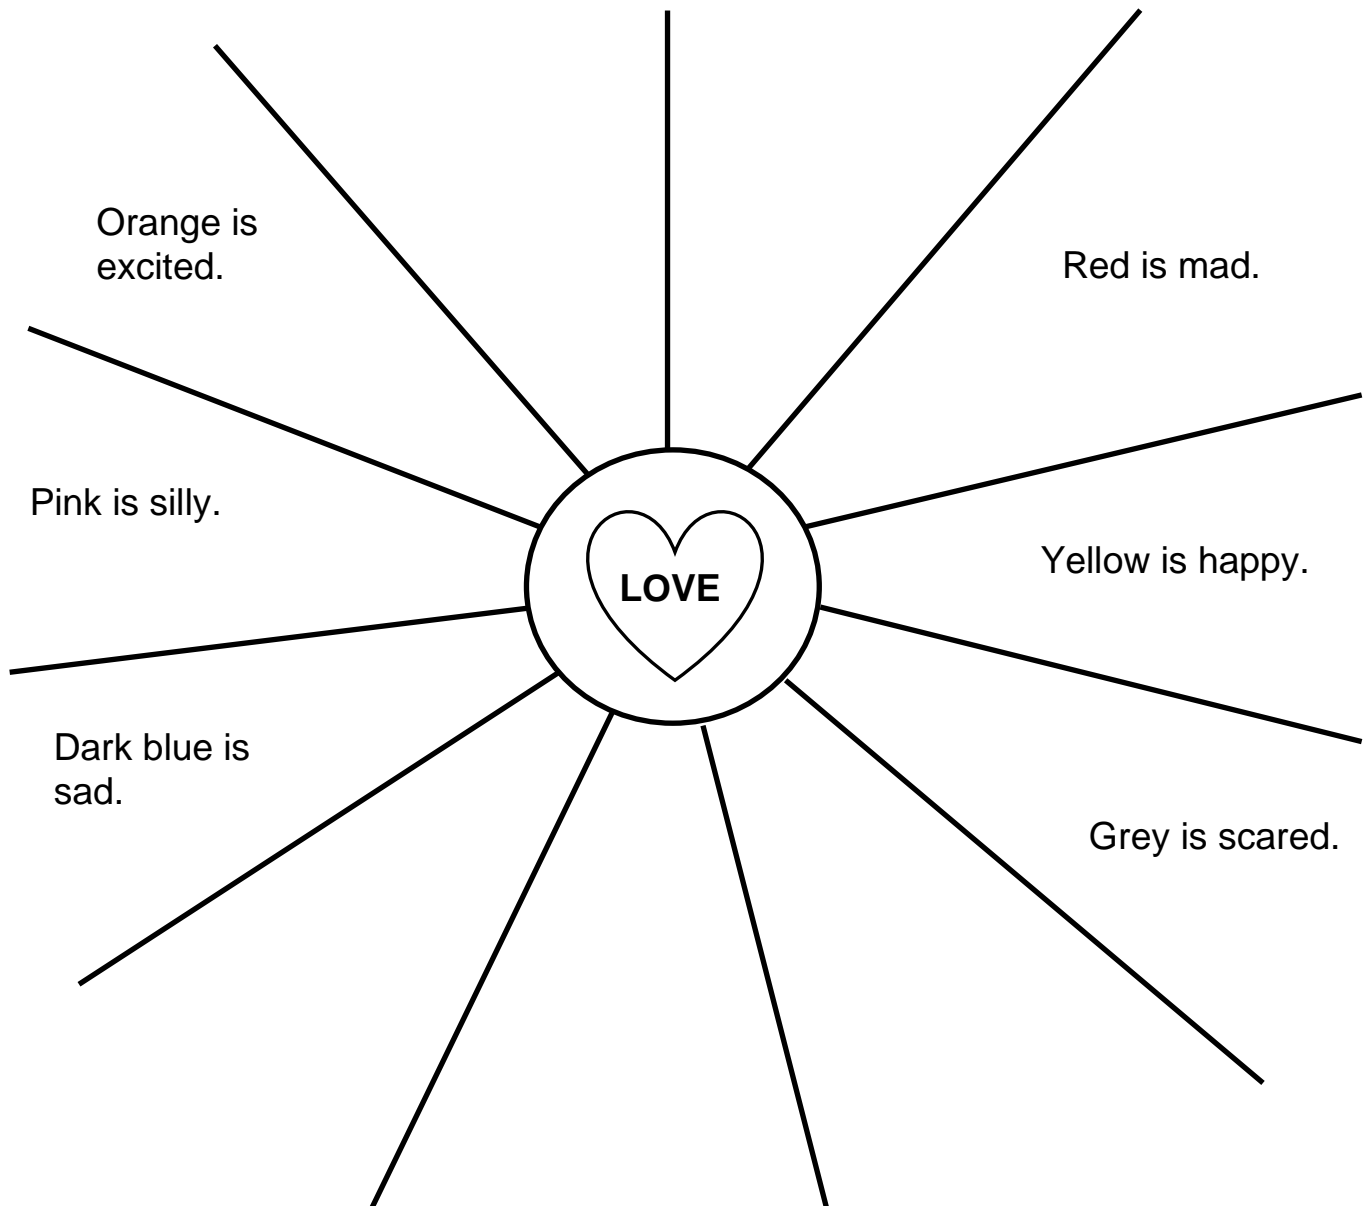 Orange is
excited.
Red is mad.
Pink is silly.
Yellow is happy.
LOVE
Dark blue is
sad.
Grey is scared.